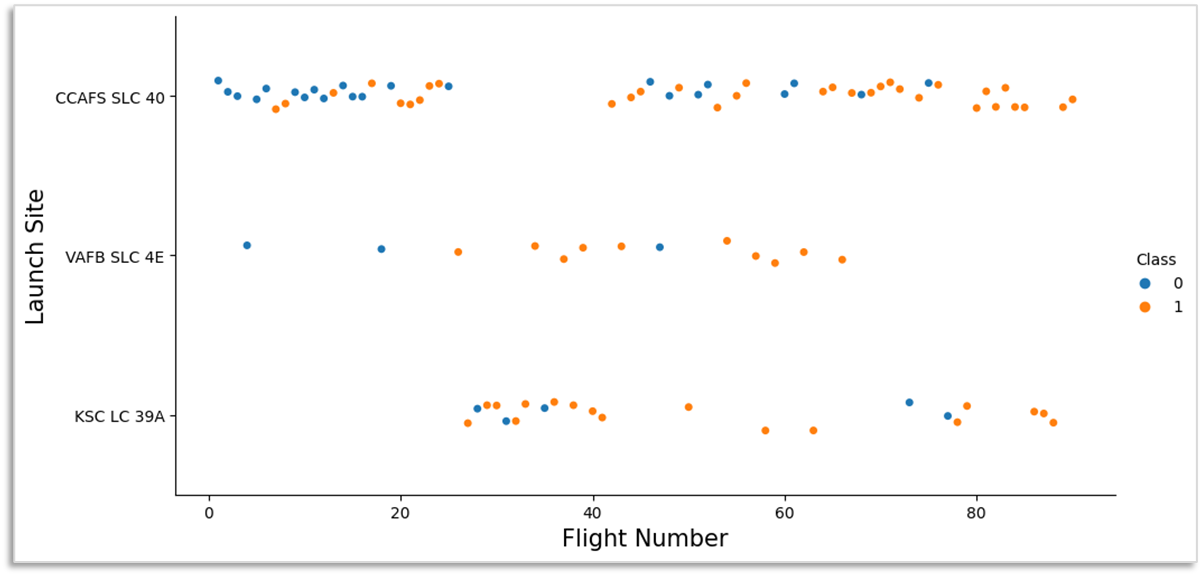 Launch Site
CCAFS SLC 40
VAFB SLC 4E
KSC LC 39A
0
20
40
60
80
Flight Number
Class
0
1